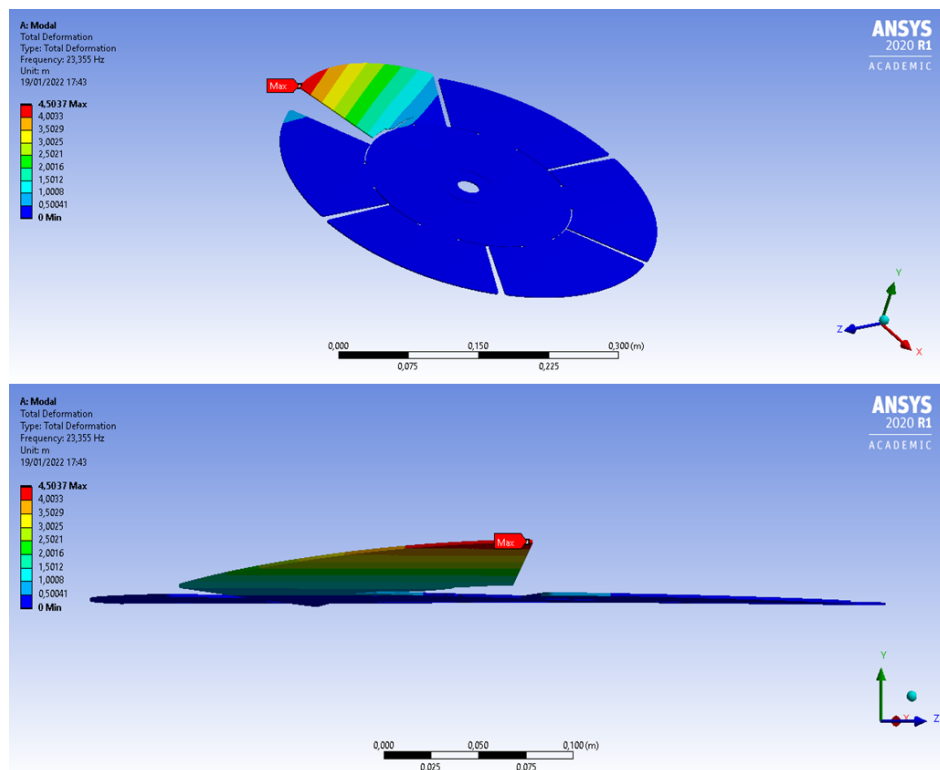 A: Modal
Total Deformation
Type: Total Deformation
Frequency: 23,355 Hz
Unit: m
19/01/2022 17:43
4,5037 Max
4,0033
3,5029
3,0025
2,5021
2,0016
1,5012
1,0008
0,50041
0 Min
ANSYS
2020 R1
ACADEMIC
Max
Y
Z
X
0,000
0,150
0,300 (m)
0,075
0,225
A: Modal
Total Deformation
Type: Total Deformation
Frequency: 23,355 Hz
Unit: m
19/01/2022 17:43
4,5037 Max
4,0033
3,5029
3,0025
2,5021
2,0016
1,5012
1,0008
0,50041
0 Min
ANSYS
2020 R1
ACADEMIC
Max
Y
X
Z
0,000
0,050
0,100 (m)
0,025
0,075